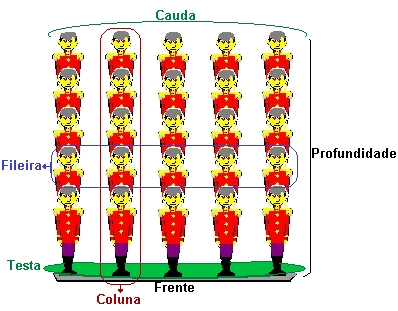 Cauda
Profundidade
Fileira
Testa
Frente
Coluna